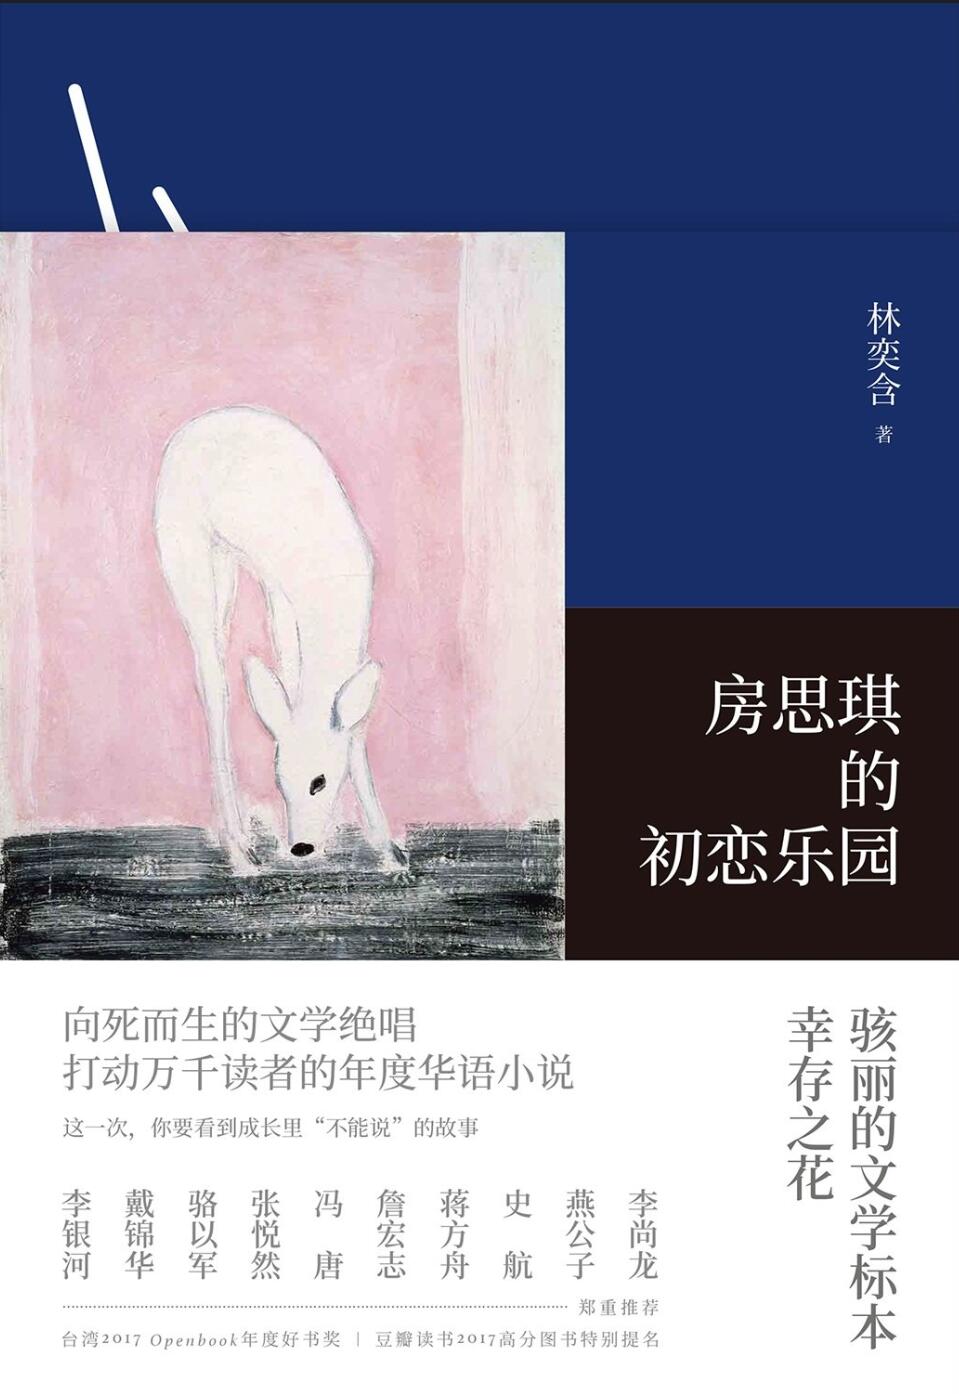 林奕含 著
房思琪
的
初恋乐园
骇丽的文学标本
幸存之花
向死而生的文学绝唱
打动万千读者的年度华语小说
这一次，你要看到成长里“不能说”的故事
李银河
戴锦华
骆以军
张悦然
冯唐
詹宏志
蒋方舟
史航
燕公子
李尚龙
郑重推荐
台湾2017 Openbook年度好书奖 | 豆瓣读书2017高分图书特别提名